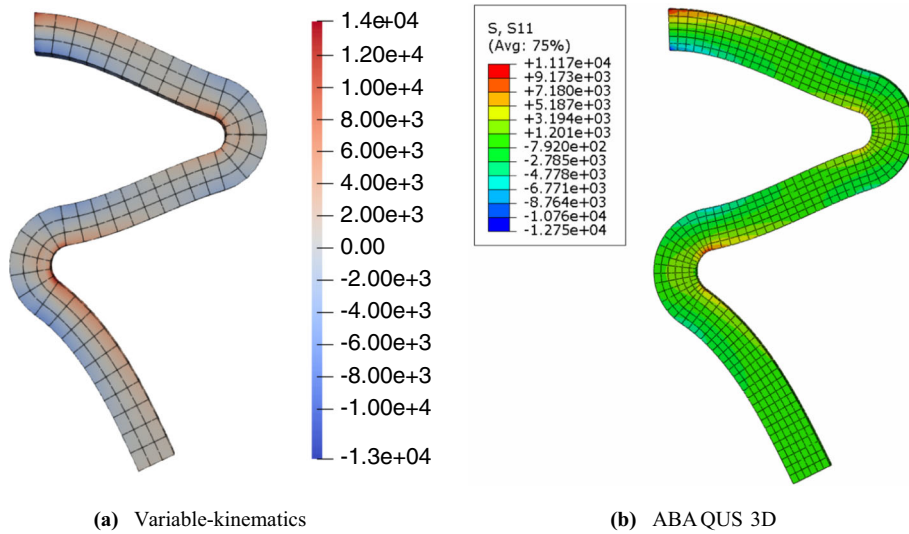 1.4e+04
1.20e+4
1.00e+4
8.00e+3
6.00e+3
4.00e+3
2.00e+3
0.00
-2.00e+3
-4.00e+3
-6.00e+3
-8.00e+3
-1.00e+4
-1.3e+04
(a) Variable-kinematics
S, S11
(Avg: 75%)
+1.117e+04
+9.173e+03
+7.180e+03
+5.187e+03
+3.194e+03
+1.201e+03
-7.920e+02
-2.785e+03
-4.778e+03
-6.771e+03
-8.764e+03
-1.076e+04
-1.275e+04
(b) ABAQUS 3D